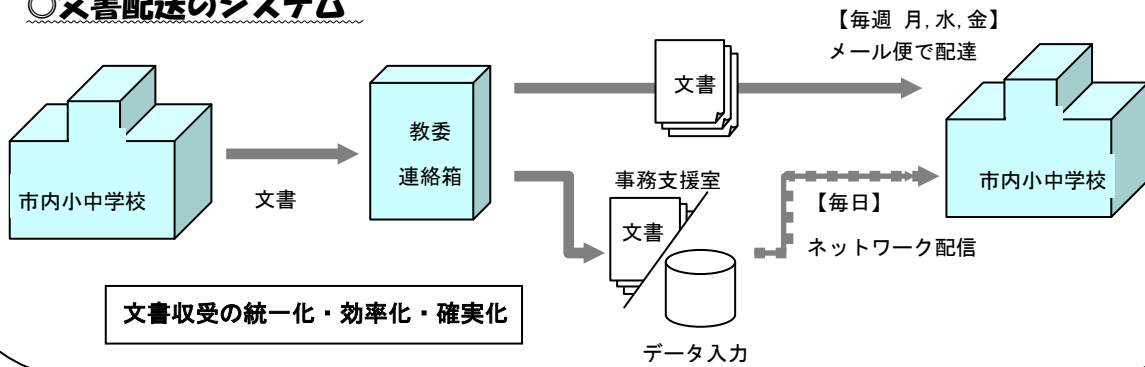 ○文書配送のシステム
【毎週 月,水,金】
メール便で配達
文書
教委
連絡箱
市内小中学校
文書
事務支援室
文書
【毎日】
ネットワーク配信
市内小中学校
文書収受の統一化・効率化・確実化
データ入力